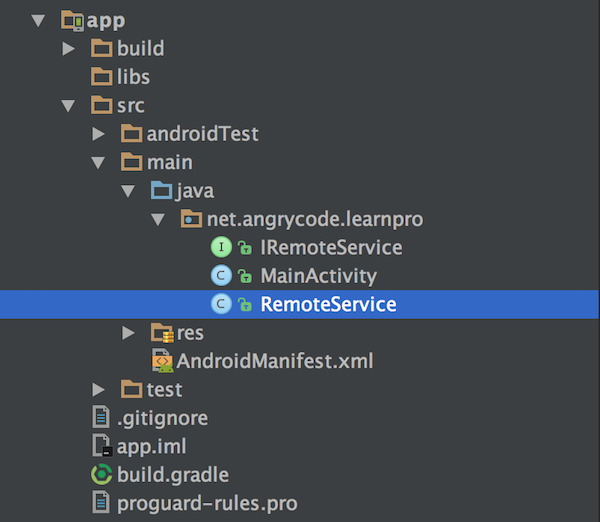 app
build
libs
src
androidTest
main
java
net.angrycode.learnpro
I IRemoteService
C MainActivity
C RemoteService
res
AndroidManifest.xml
test
.gitignore
app.iml
build.gradle
proguard-rules.pro